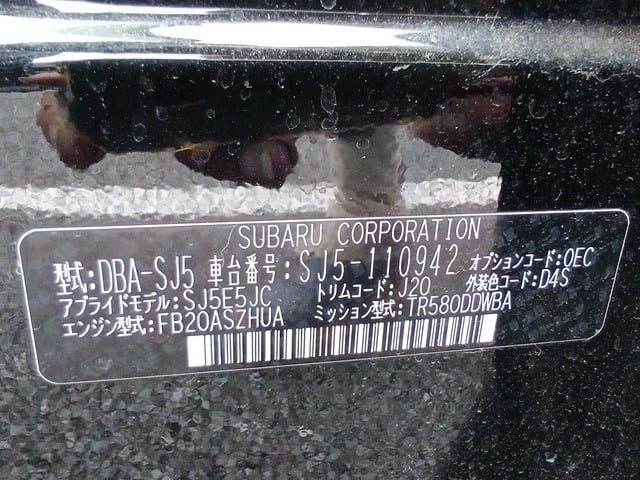 SUBARU CORPORATION
型式:DBA-SJ5 車台番号:SJ5-110942 オプションコード:0EC
アプライドモデル:SJ5E5JC トリムコード:J20 外装色コード:D4S
エンジン型式:FB20ASZHUA ミッション型式:TR580DDWBA